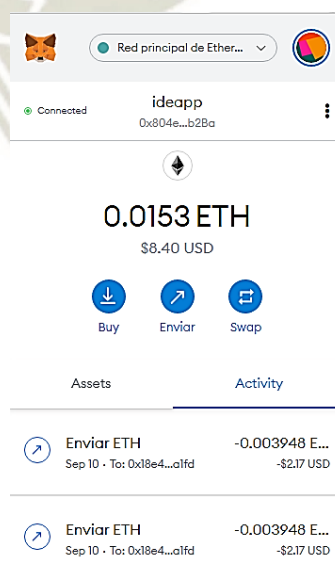 Red principal de Ether...
Connected
ideapp
0x804e...b2Ba
0.0153 ETH
$8.40 USD
Buy
Enviar
Swap
Assets
Activity
Enviar ETH
-0.003948 E...
Sep 10 · To: 0x18e4...a1fd
-$2.17 USD
Enviar ETH
-0.003948 E...
Sep 10 · To: 0x18e4...a1fd
-$2.17 USD